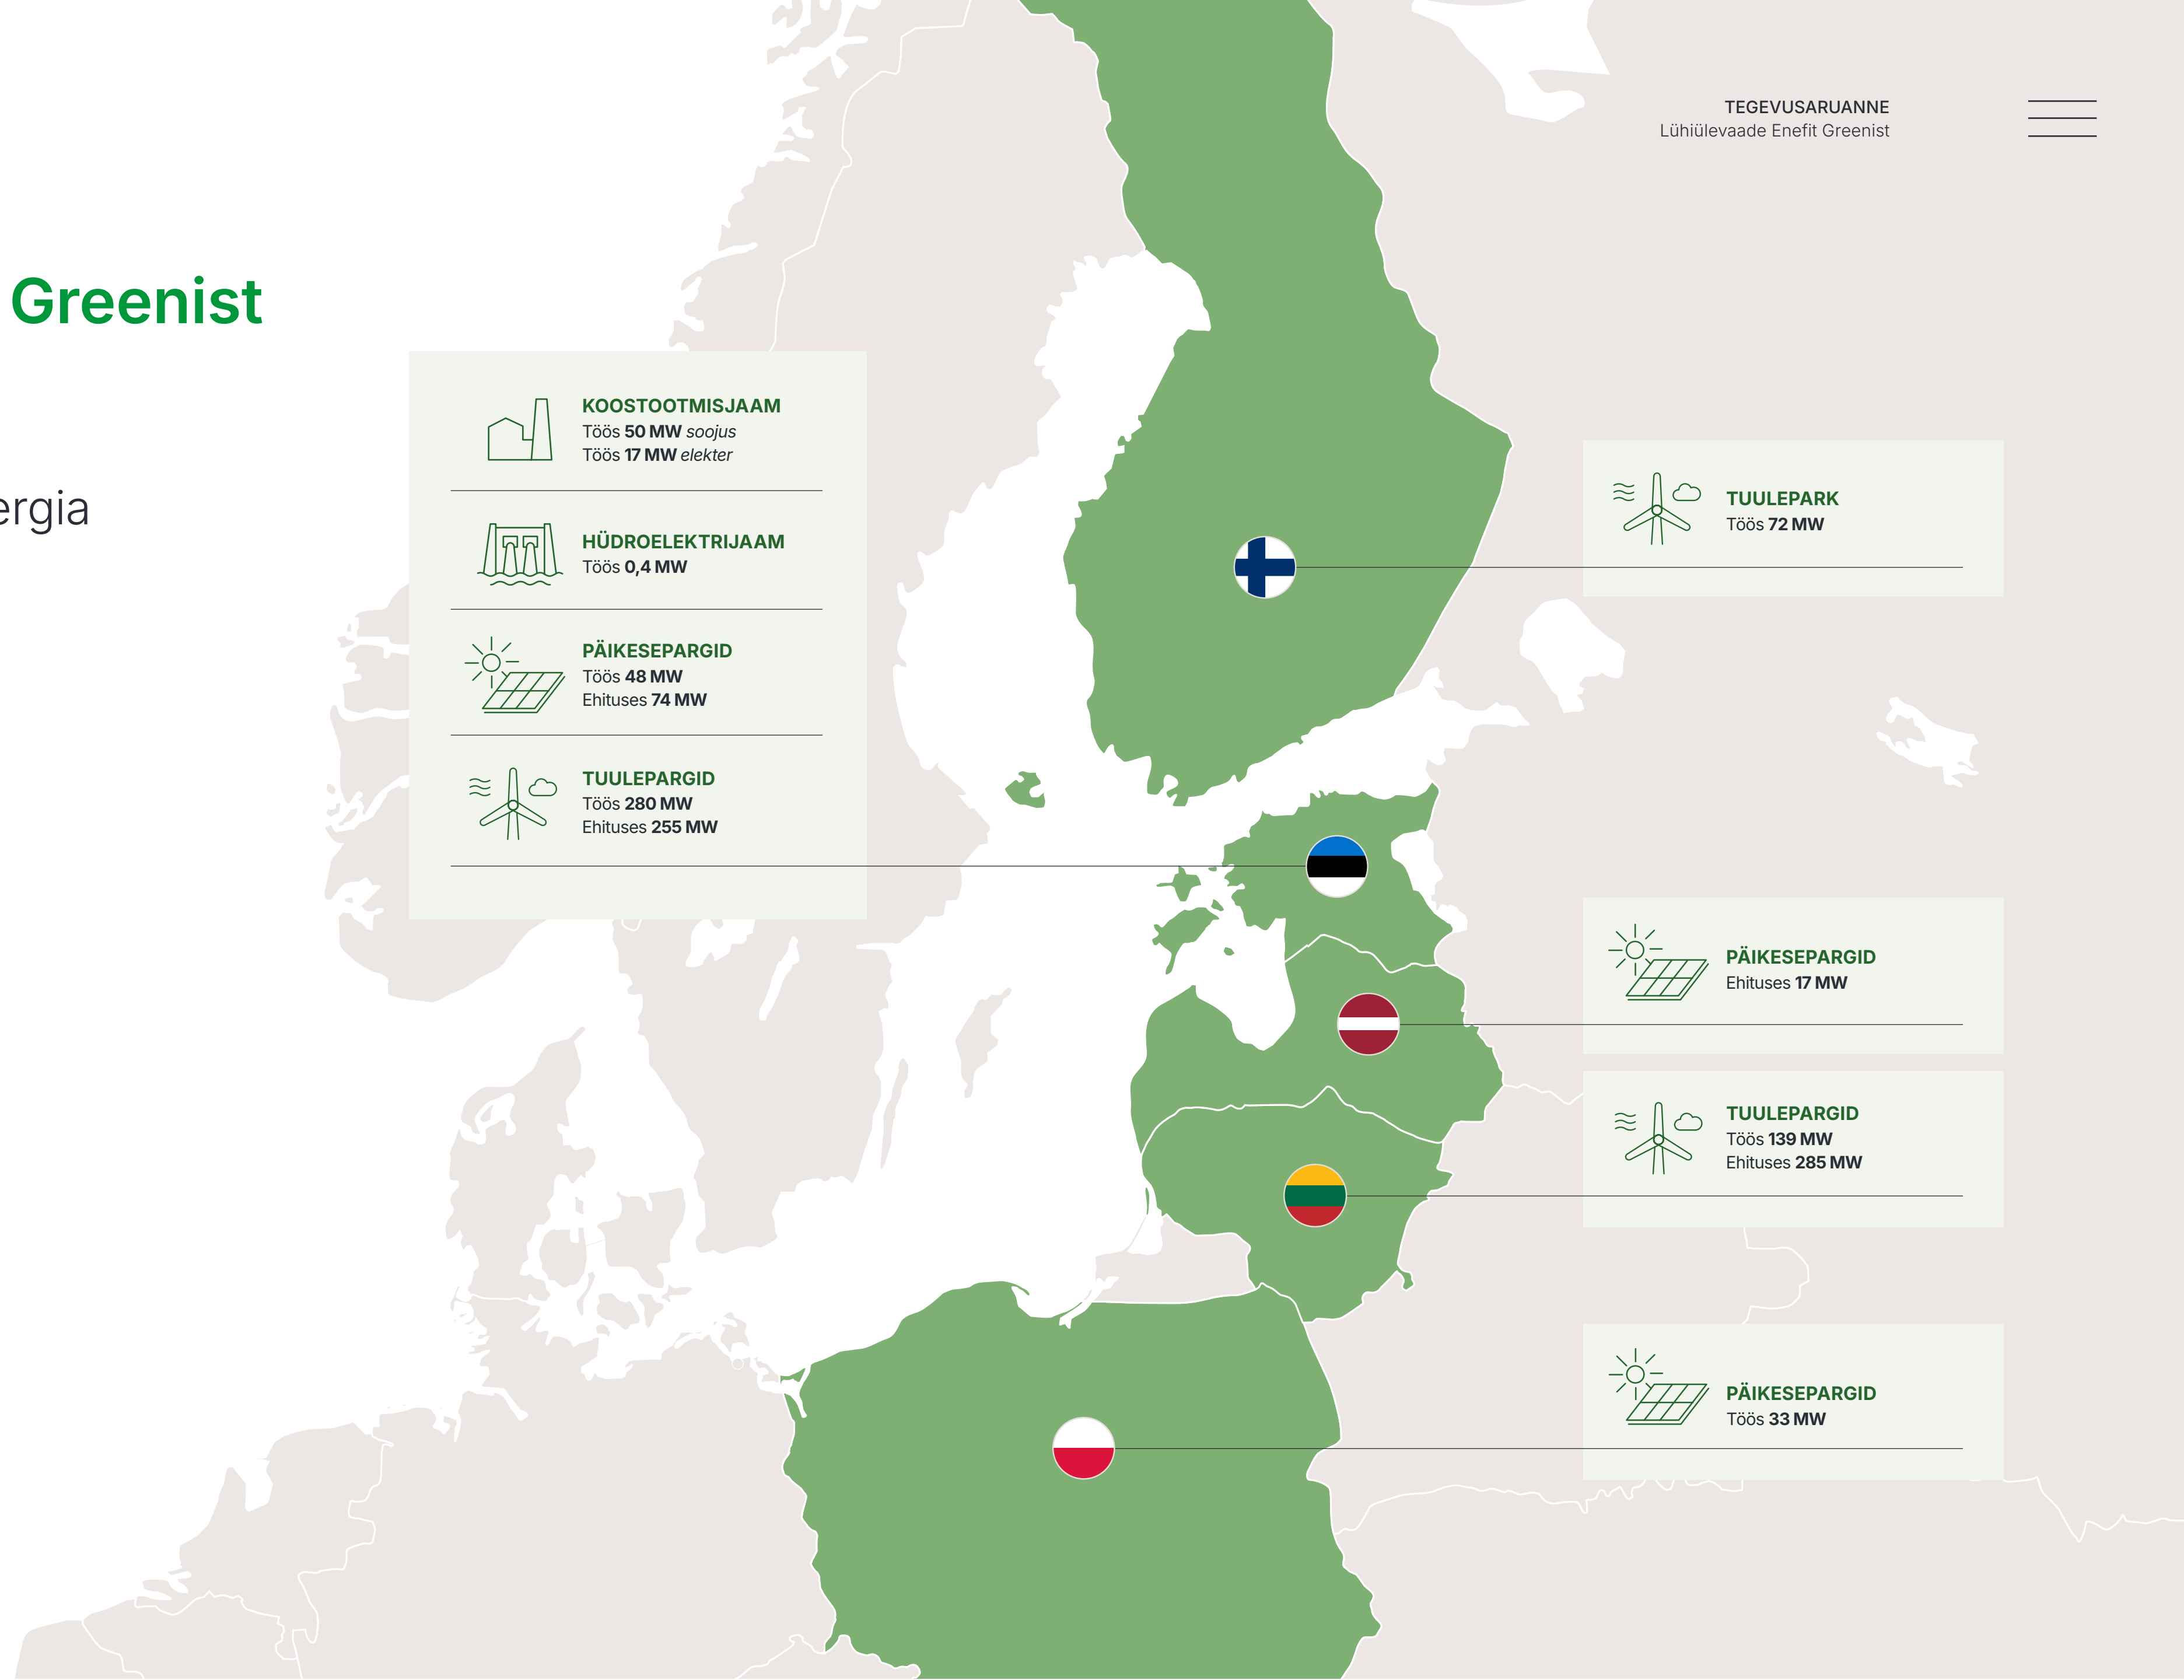 TEGEVUSARUANNE
Lühiülevaade Enefit Greenist
Greenist
ergia
KOOSTOOTMISJAAM
Töös 50 MW soojus
Töös 17 MW elekter
HÜDROELEKTRIJAAM
Töös 0,4 MW
PÄIKESEPARGID
Töös 48 MW
Ehituses 74 MW
TUULEPARGID
Töös 280 MW
Ehituses 255 MW
TUULEPARK
Töös 72 MW
PÄIKESEPARGID
Ehituses 17 MW
TUULEPARGID
Töös 139 MW
Ehituses 285 MW
PÄIKESEPARGID
Töös 33 MW